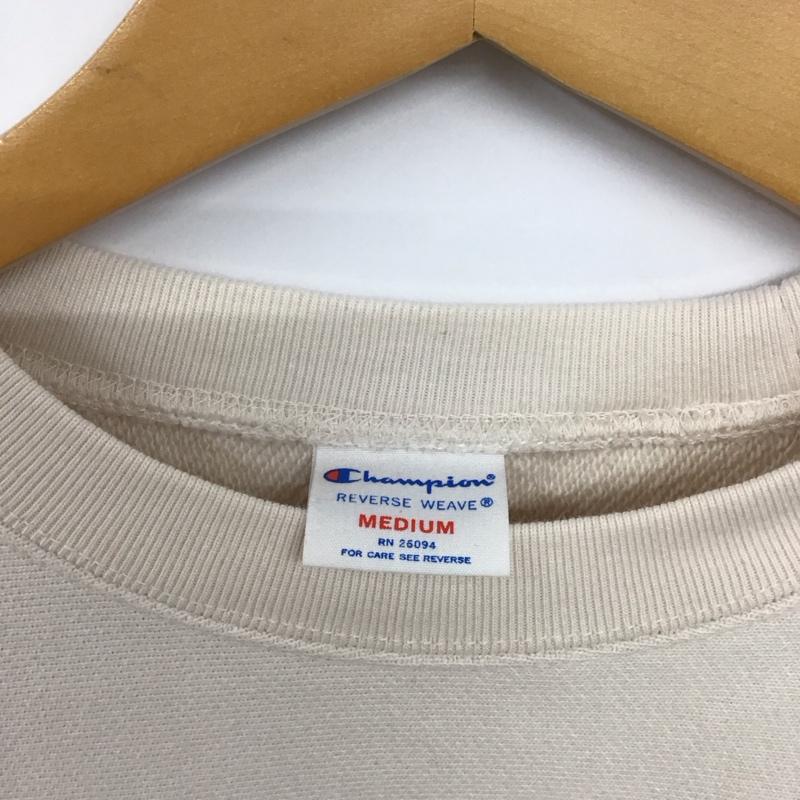 Champion®
REVERSE WEAVE®
MEDIUM
RN 26094
FOR CARE SEE REVERSE